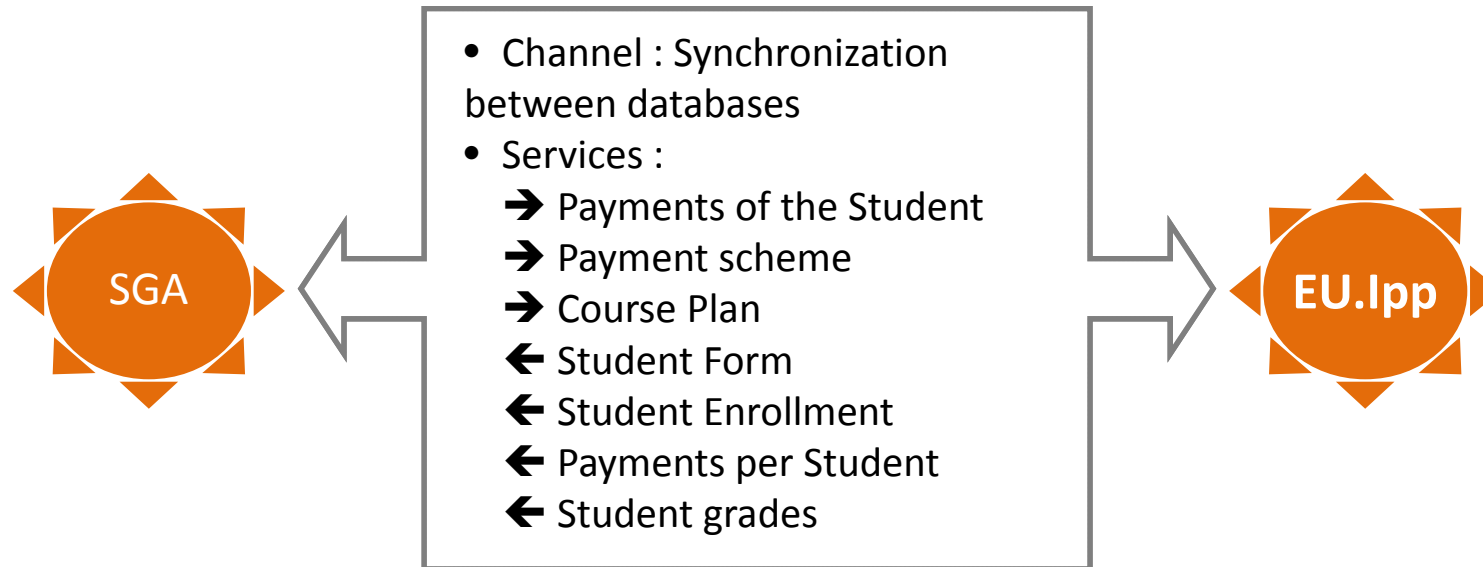 • Channel : Synchronization
between databases
• Services :
➔ Payments of the Student
➔ Payment scheme
➔ Course Plan
🡸 Student Form
🡸 Student Enrollment
🡸 Payments per Student
🡸 Student grades
SGA
EU.Ipp